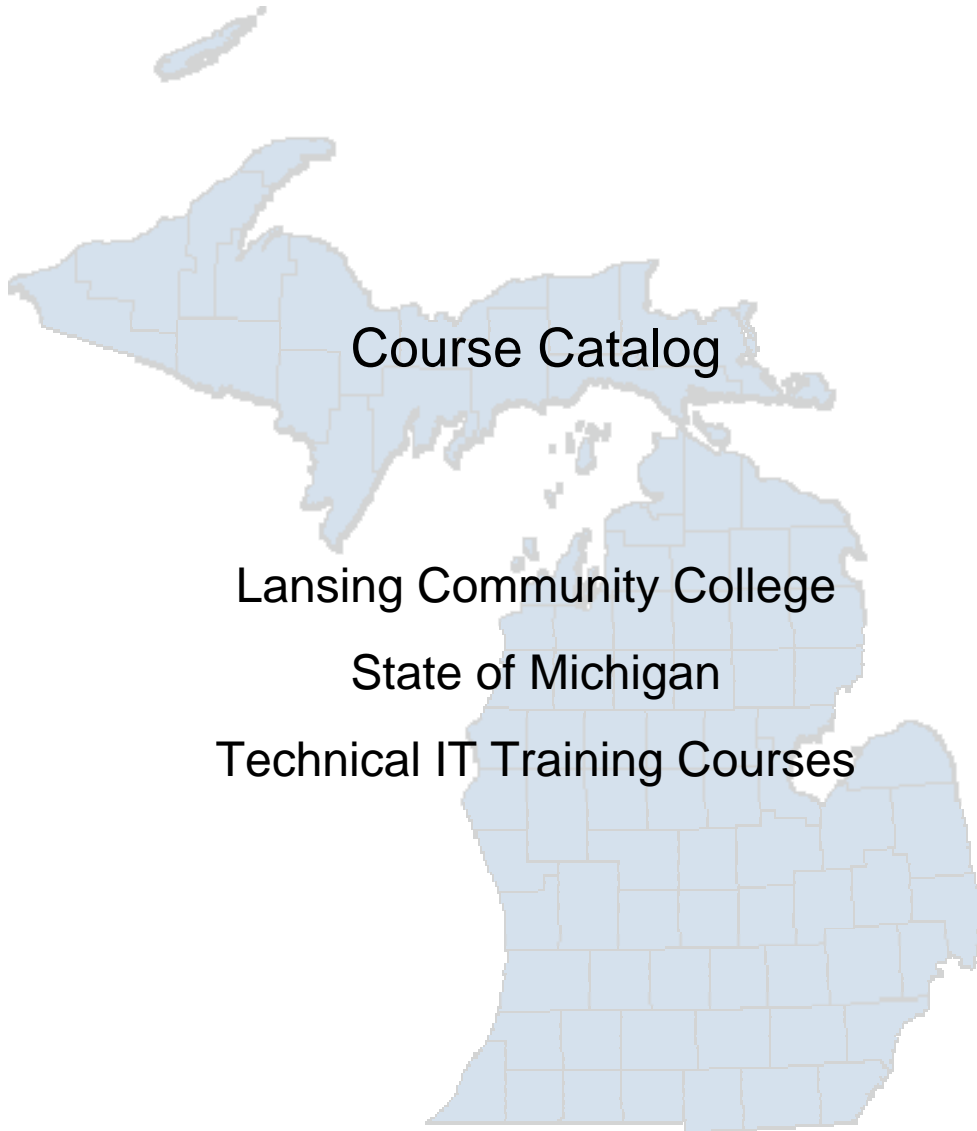 Course Catalog
Lansing Community College
State of Michigan
Technical IT Training Courses